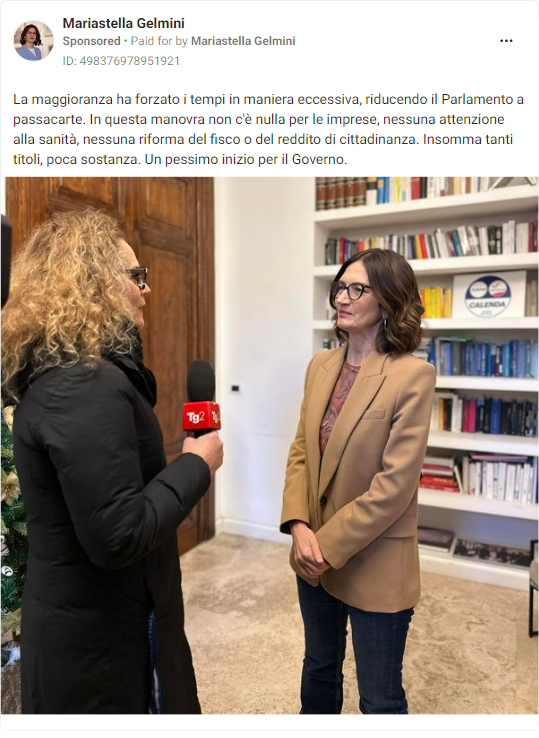 Mariastella Gelmini
Sponsored • Paid for by Mariastella Gelmini
ID: 498376978951921
La maggioranza ha forzato i tempi in maniera eccessiva, riducendo il Parlamento a
passacarte. In questa manovra non c'è nulla per le imprese, nessuna attenzione
alla sanità, nessuna riforma del fisco o del reddito di cittadinanza. Insomma tanti
titoli, poca sostanza. Un pessimo inizio per il Governo.
CALENDA
Tg2